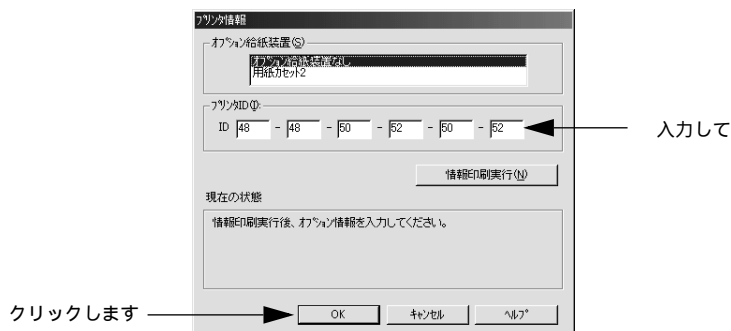 プリンタ情報
オプション給紙装置(S)
オプション給紙装置なし
用紙カセット2
プリンタID(I):
ID 48 - 48 - 50 - 52 - 50 - 52
入力して
情報印刷実行(N)
現在の状態
情報印刷実行後、オプション情報を入力してください。
クリックします
OK キャンセル ヘルプ